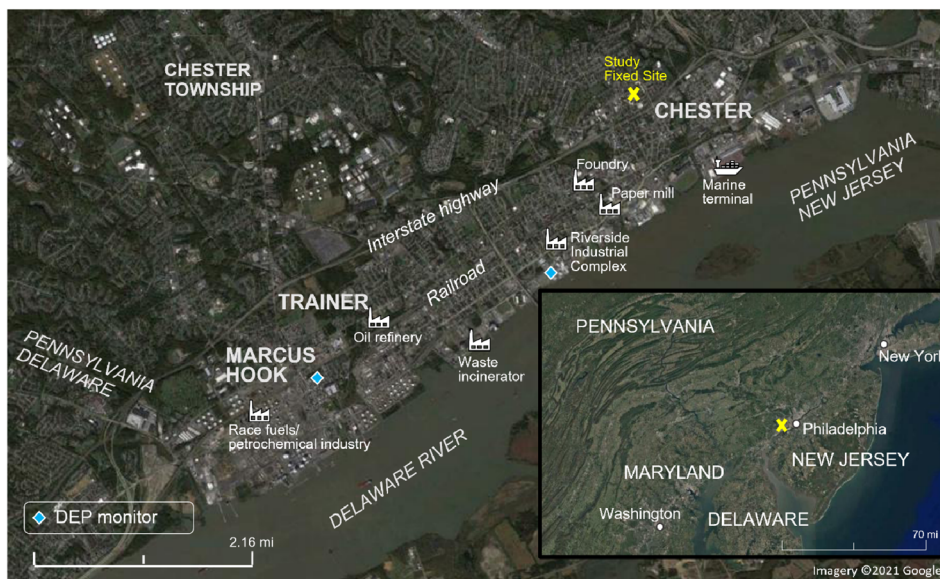 Study
Fixed Site
CHESTER
TOWNSHIP
CHESTER
PENNSYLVANIA
NEW JERSEY
Foundry
Paper mill
Marine
terminal
Interstate highway
Riverside
Industrial
Complex
Railroad
TRAINER
Oil refinery
Waste
incinerator
PENNSYLVANIA
DELAWARE
MARCUS
HOOK
Race fuels/
petrochemical industry
DELAWARE RIVER
DEP monitor
2.16 mi
PENNSYLVANIA
New York
Philadelphia
NEW JERSEY
MARYLAND
Washington
DELAWARE
70 mi
Imagery ©2021 Google